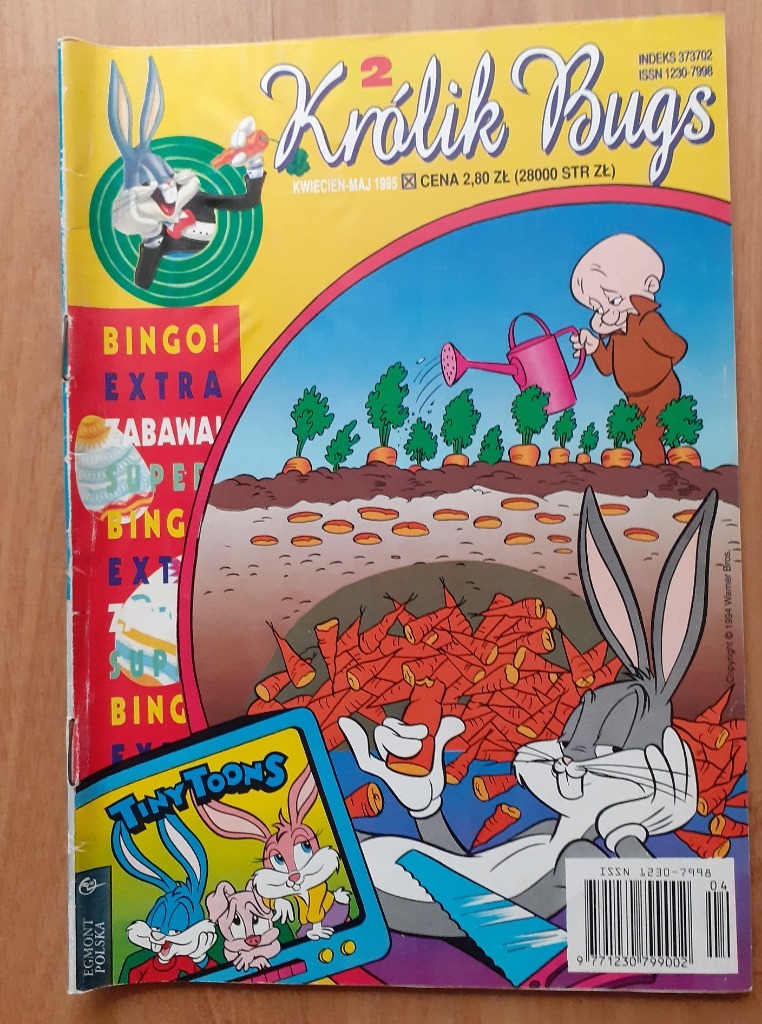 2
Królik Bugs
INDEKS 373702
ISSN 1230-7998
KWIECIEŃ-MAJ 1995 CENA 2,80 ZŁ (28000 STR ZŁ)
BINGO!
EXTRA
ZABAWA!
SUPER
BING
EXT
Z
SUP
BING
Copyright © 1994 Warner Bros.
TINY TOONS
EGMONT
POLSKA
ISSN 1230-7998
04
9 771230 799002